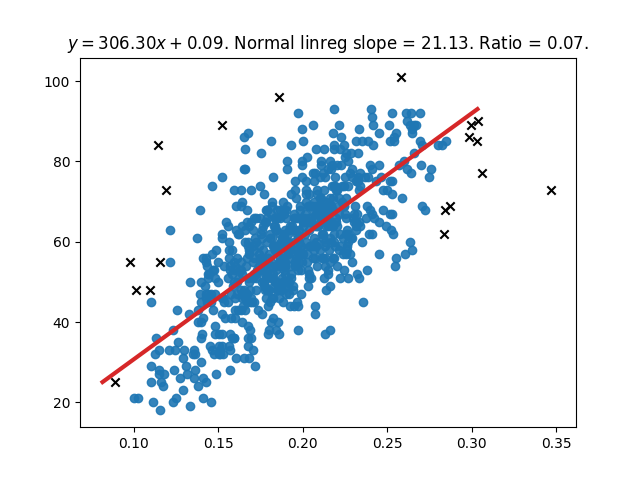 y = 306.30x + 0.09. Normal linreg slope = 21.13. Ratio = 0.07.
100
80
60
40
20
0.10 0.15 0.20 0.25 0.30 0.35